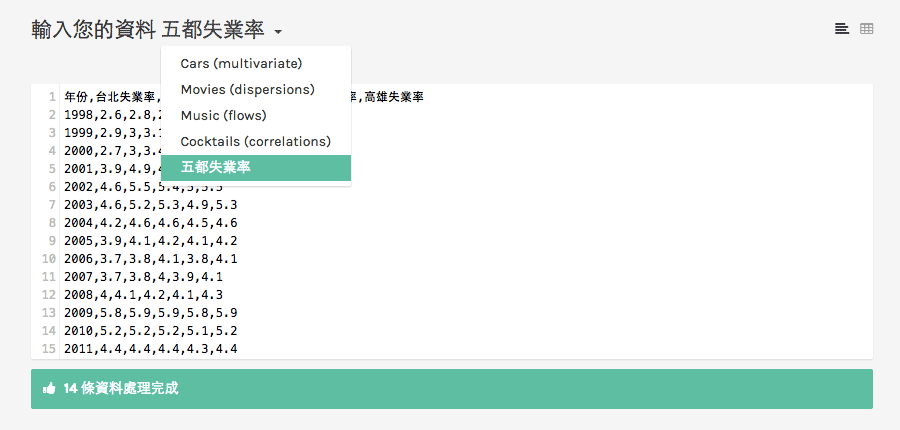 輸入您的資料 五都失業率
Cars (multivariate)
Movies (dispersions)
Music (flows)
Cocktails (correlations)
五都失業率
1 年份,台北失業率, ,高雄失業率
2 1998,2.6,2.8,
3 1999,2.9,3,3.
4 2000,2.7,3,3.
5 2001,3.9,4.9,
6 2002,4.6,5.5,5.4,5,5.5
7 2003,4.6,5.2,5.3,4.9,5.3
8 2004,4.2,4.6,4.6,4.5,4.6
9 2005,3.9,4.1,4.2,4.1,4.2
10 2006,3.7,3.8,4.1,3.8,4.1
11 2007,3.7,3.8,4,3.9,4.1
12 2008,4,4.1,4.2,4.1,4.3
13 2009,5.8,5.9,5.9,5.8,5.9
14 2010,5.2,5.2,5.2,5.1,5.2
15 2011,4.4,4.4,4.4,4.3,4.4
14 條資料處理完成